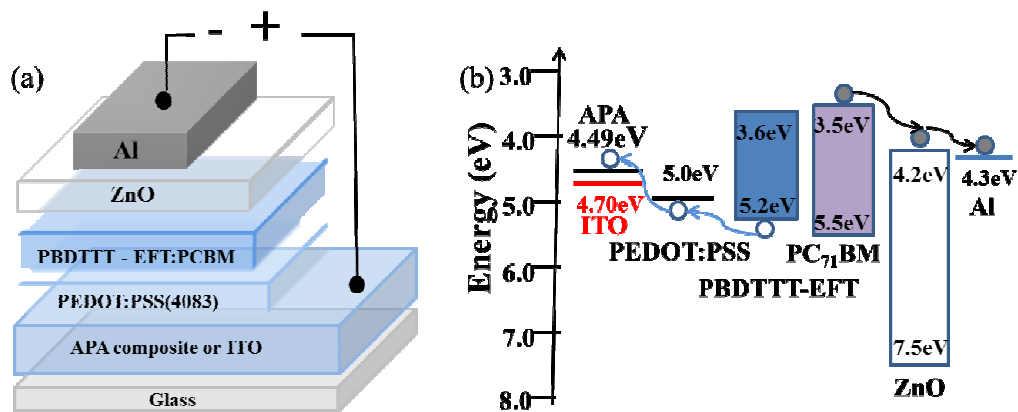 (a)
- +
Al
ZnO
PBDTTT - EFT:PCBM
PEDOT:PSS(4083)
APA composite or ITO
Glass
(b)
Energy (eV)
3.0
4.0
5.0
6.0
7.0
8.0
APA
4.49eV
4.70eV
ITO
5.0eV
PEDOT:PSS
3.6eV
5.2eV
PBDTTT-EFT
3.5eV
5.5eV
PC71BM
4.2eV
7.5eV
ZnO
4.3eV
Al